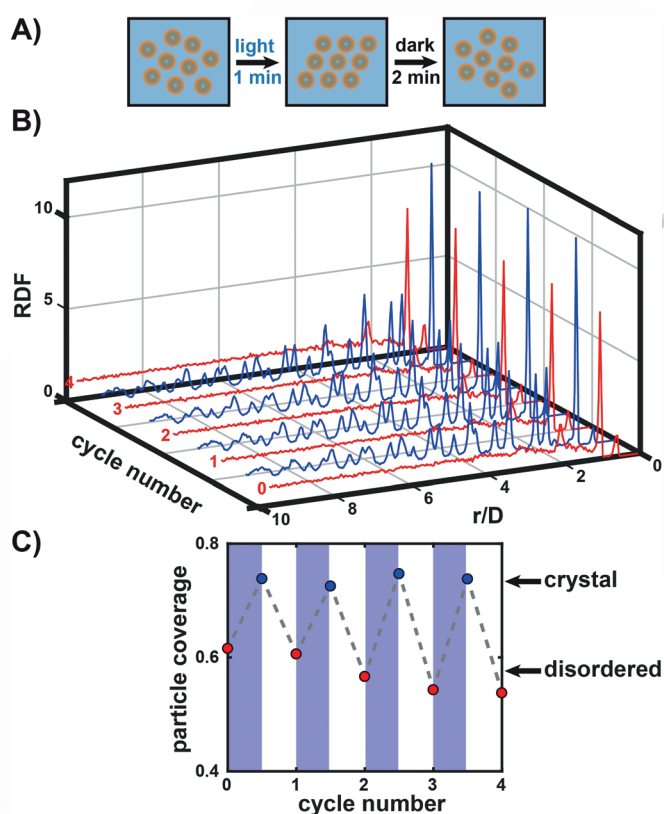 A)
light
1 min
dark
2 min
B)
10
5
0
RDF
4
3
2
1
0
cycle number
10
8
6
4
2
0
r/D
C)
0.8
0.6
0.4
particle coverage
crystal
disordered
0 1 2 3 4
cycle number